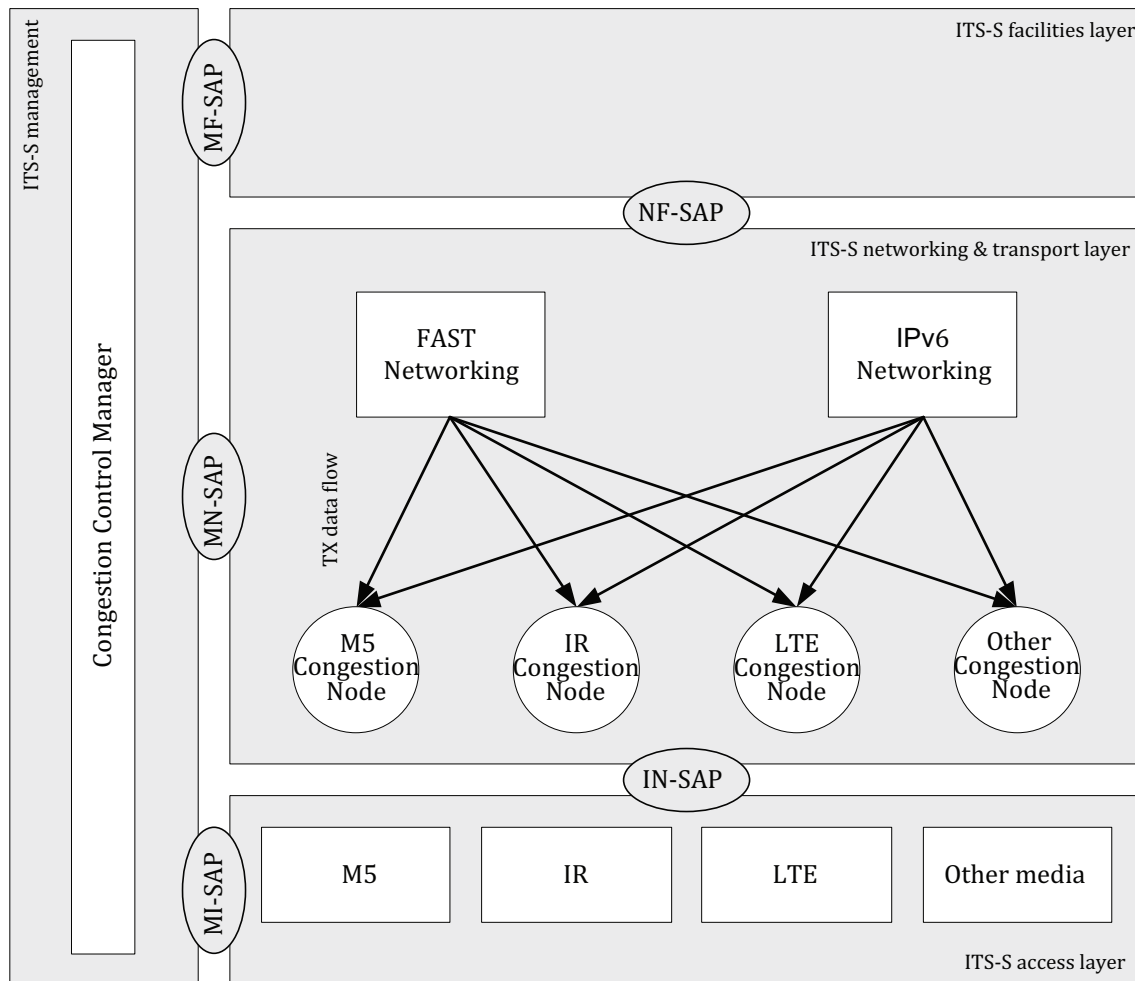 ITS-S management
Congestion Control Manager
MF-SAP
ITS-S facilities layer
NF-SAP
ITS-S networking & transport layer
FAST
Networking
IPv6
Networking
MN-SAP
TX data flow
M5
Congestion
Node
IR
Congestion
Node
LTE
Congestion
Node
Other
Congestion
Node
IN-SAP
MI-SAP
M5
IR
LTE
Other media
ITS-S access layer